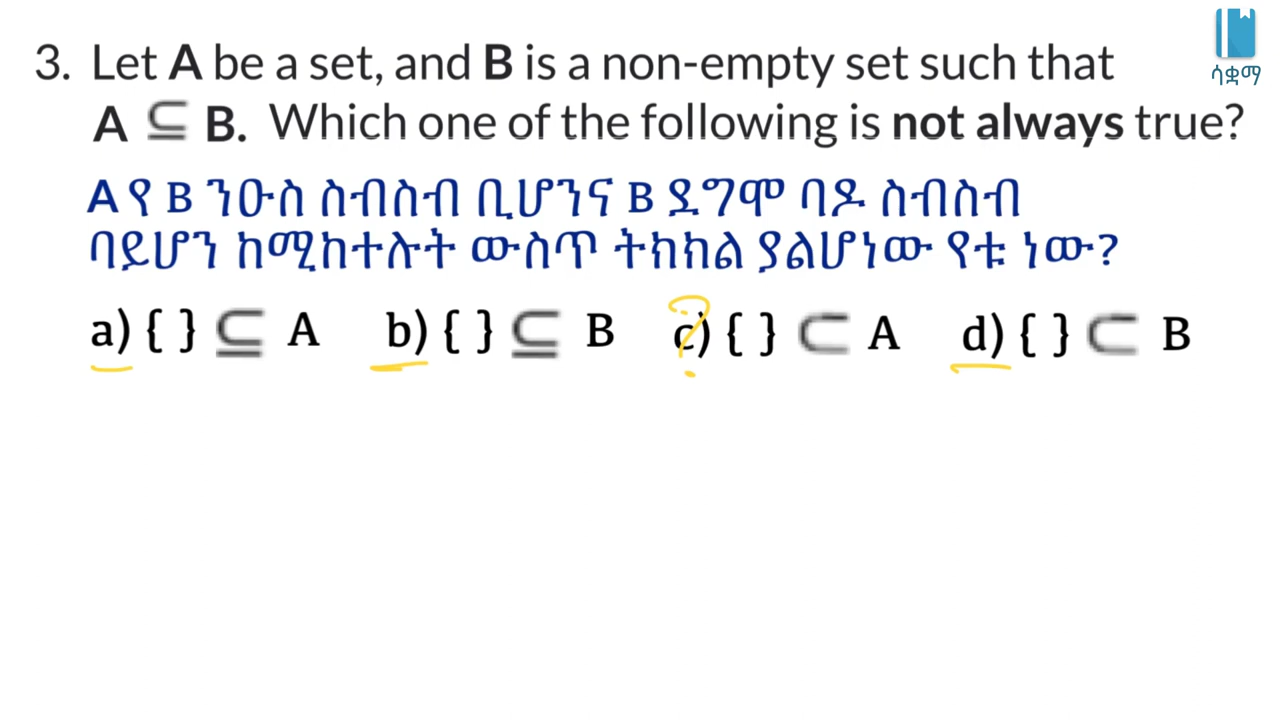 3. Let A be a set, and B is a non-empty set such that
ሳቋማ
A ⊆ B. Which one of the following is not always true?
A የ B ንዑስ ስብስብ ቢሆንና B ደግሞ ባዶ ስብስብ
ባይሆን ከሚከተሉት ውስጥ ትክክል ያልሆነው የቱ ነው?
a) { } ⊆ A b) { } ⊆ B c) { } ⊂ A d) { } ⊂ B
?